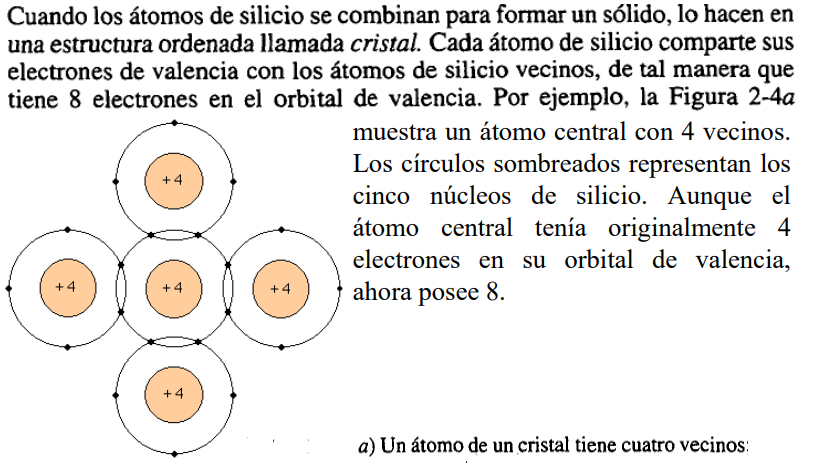 Cuando los átomos de silicio se combinan para formar un sólido, lo hacen en
una estructura ordenada llamada cristal. Cada átomo de silicio comparte sus
electrones de valencia con los átomos de silicio vecinos, de tal manera que
tiene 8 electrones en el orbital de valencia. Por ejemplo, la Figura 2-4a
muestra un átomo central con 4 vecinos.
Los círculos sombreados representan los
cinco núcleos de silicio. Aunque el
átomo central tenía originalmente 4
electrones en su orbital de valencia,
ahora posee 8.
+4
+4
+4
+4
+4
a) Un átomo de un cristal tiene cuatro vecinos: